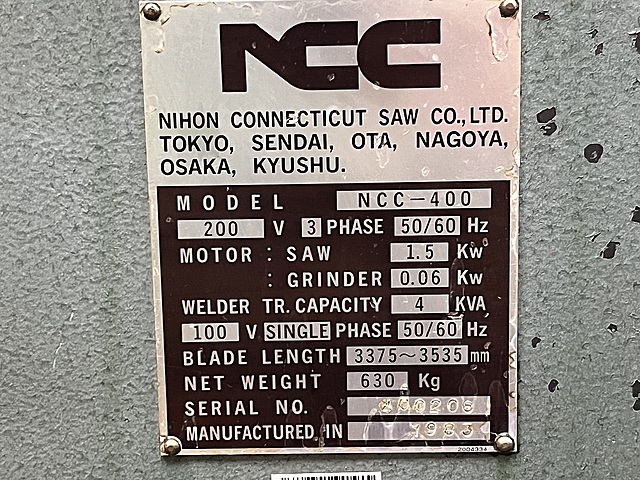 NCC
NIHON CONNECTICUT SAW CO.,LTD.
TOKYO, SENDAI, OTA, NAGOYA,
OSAKA, KYUSHU.
MODEL NCC-400
200 V 3 PHASE 50/60 Hz
MOTOR : SAW 1.5 Kw
: GRINDER 0.06 Kw
WELDER TR. CAPACITY 4 KVA
100 V SINGLE PHASE 50/60 Hz
BLADE LENGTH 3375~3535 mm
NET WEIGHT 630 Kg
SERIAL NO.
MANUFACTURED IN 1983
2004334